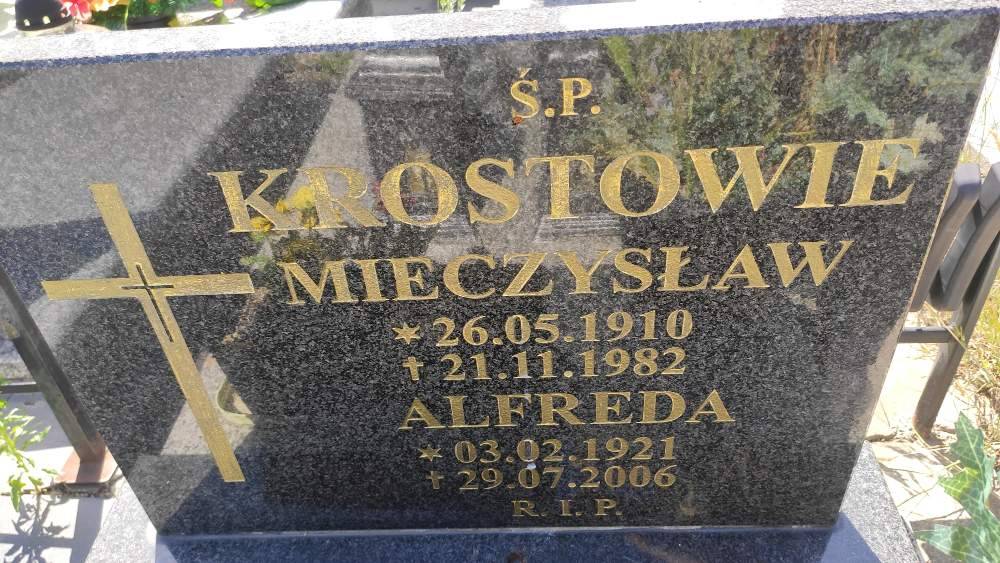 Ś.P.
KROSTOWIE
MIECZYSŁAW
* 26.05.1910
† 21.11.1982
ALFREDA
* 03.02.1921
† 29.07.2006
R. I. P.